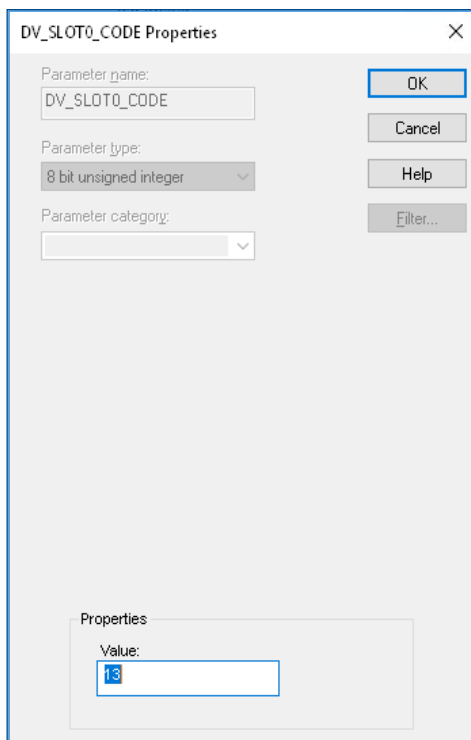 DV_SLOT0_CODE Properties
Parameter name:
DV_SLOT0_CODE
Parameter type:
8 bit unsigned integer
Parameter category:
OK
Cancel
Help
Filter...
Properties
Value:
13